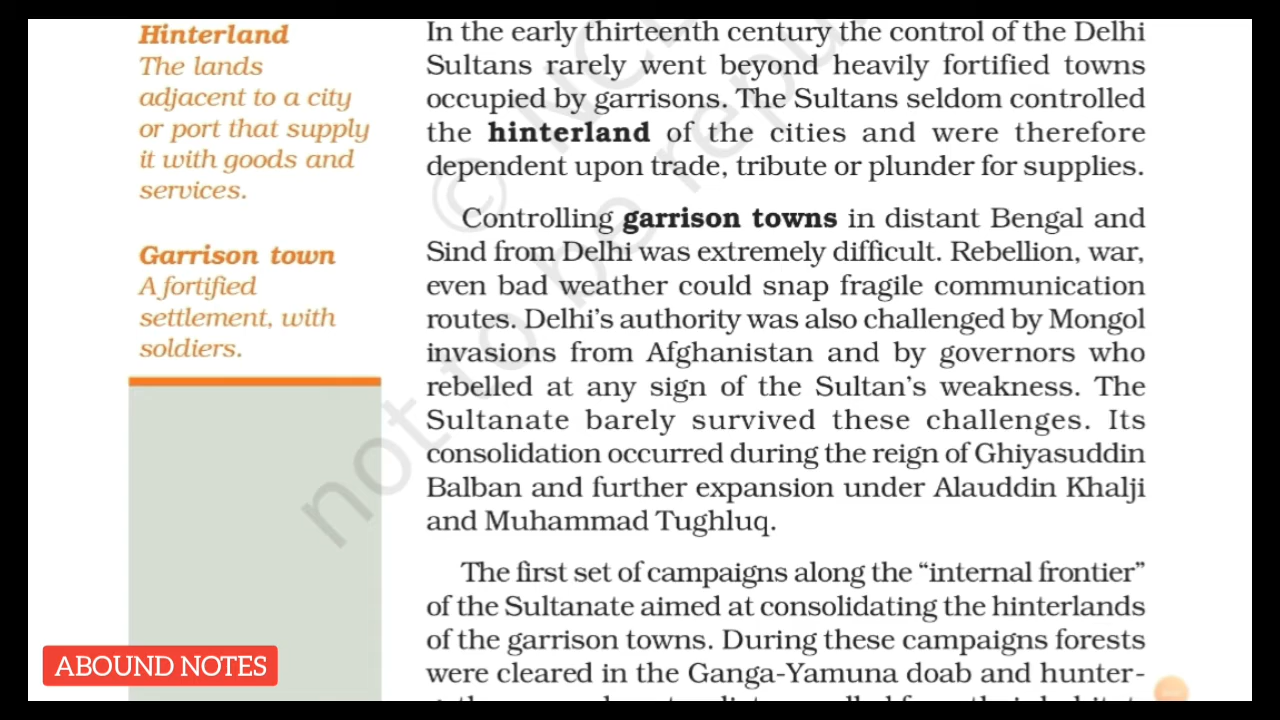 Hinterland
The lands
adjacent to a city
or port that supply
it with goods and
services.
Garrison town
A fortified
settlement, with
soldiers.
In the early thirteenth century the control of the Delhi
Sultans rarely went beyond heavily fortified towns
occupied by garrisons. The Sultans seldom controlled
the hinterland of the cities and were therefore
dependent upon trade, tribute or plunder for supplies.
Controlling garrison towns in distant Bengal and
Sind from Delhi was extremely difficult. Rebellion, war,
even bad weather could snap fragile communication
routes. Delhi’s authority was also challenged by Mongol
invasions from Afghanistan and by governors who
rebelled at any sign of the Sultan’s weakness. The
Sultanate barely survived these challenges. Its
consolidation occurred during the reign of Ghiyasuddin
Balban and further expansion under Alauddin Khalji
and Muhammad Tughluq.
The first set of campaigns along the “internal frontier”
of the Sultanate aimed at consolidating the hinterlands
of the garrison towns. During these campaigns forests
were cleared in the Ganga-Yamuna doab and hunter-
ABOUND NOTES
© NC
not to be repu